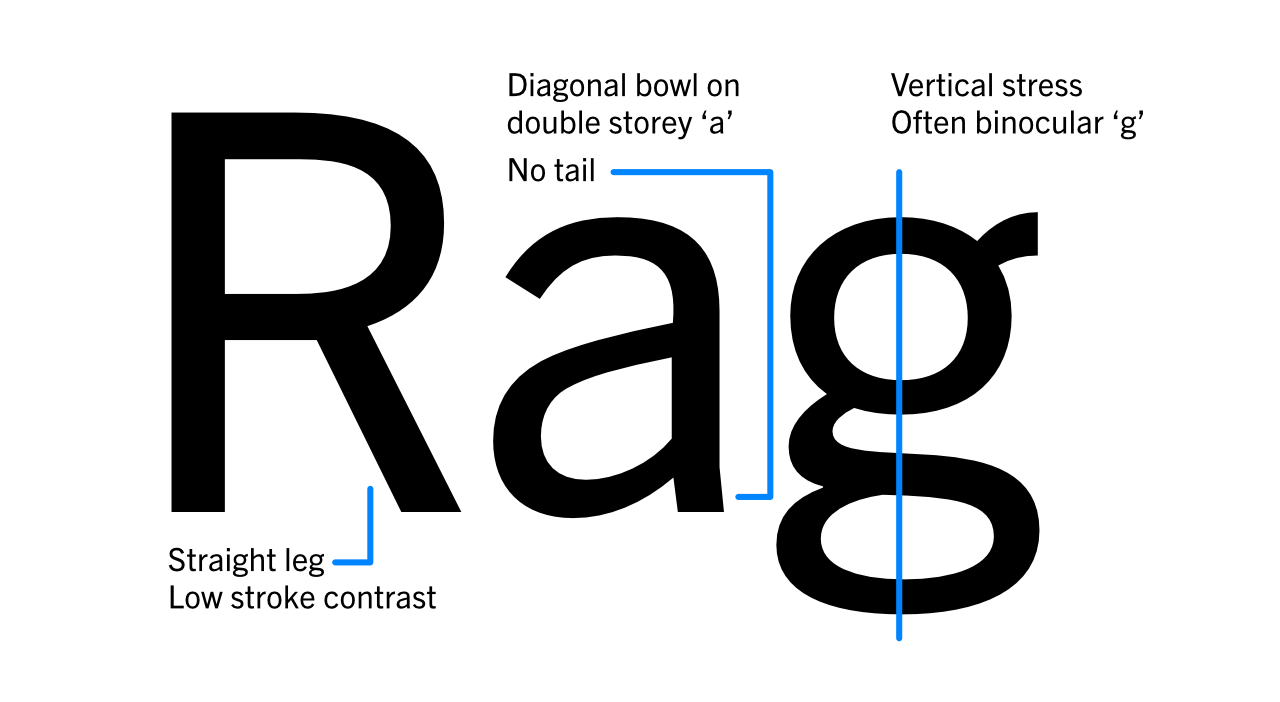 Diagonal bowl on
double storey ‘a’
No tail
Vertical stress
Often binocular ‘g’
Rag
Straight leg
Low stroke contrast